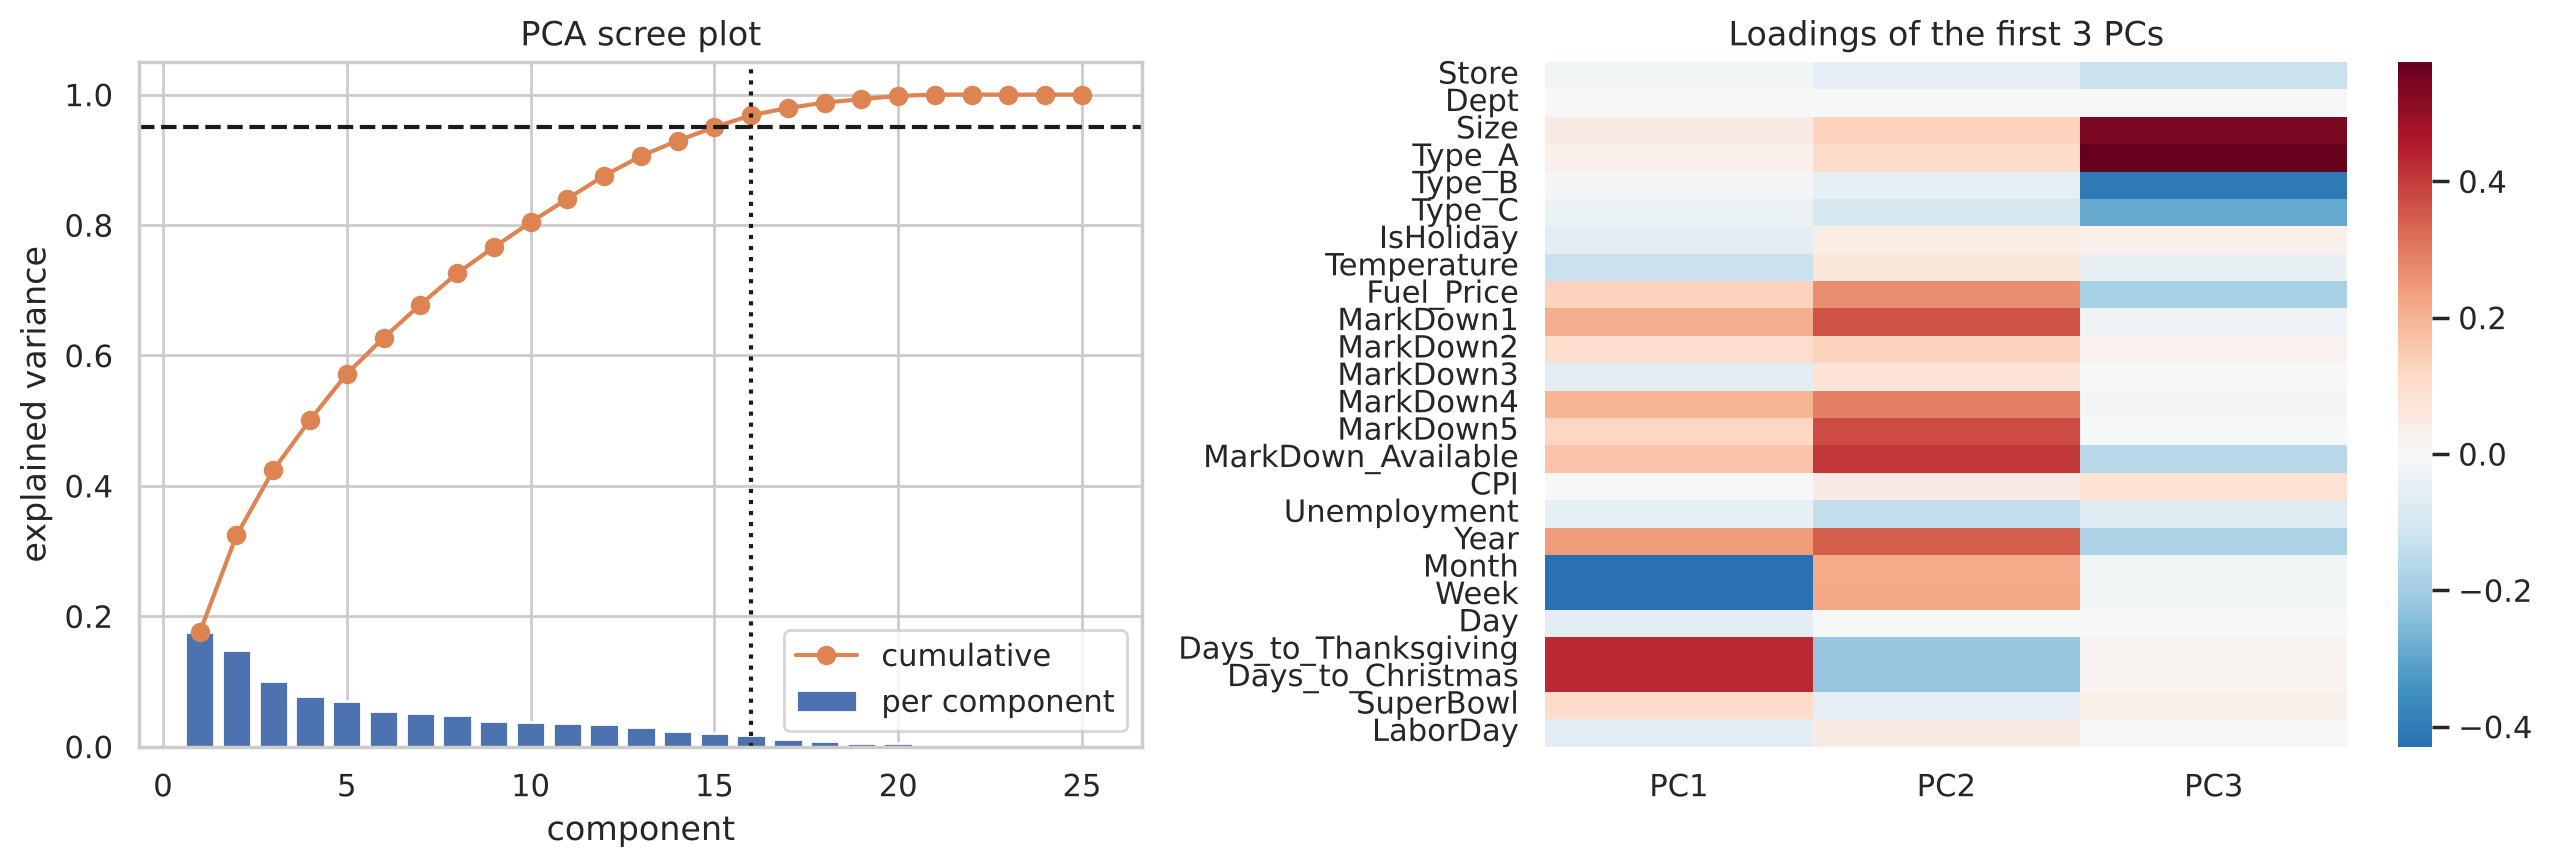 PCA scree plot
explained variance
1.0
0.8
0.6
0.4
0.2
0.0
0 5 10 15 20 25
component
cumulative
per component
Loadings of the first 3 PCs
Store
Dept
Size
Type_A
Type_B
Type_C
IsHoliday
Temperature
Fuel_Price
MarkDown1
MarkDown2
MarkDown3
MarkDown4
MarkDown5
MarkDown_Available
CPI
Unemployment
Year
Month
Week
Day
Days_to_Thanksgiving
Days_to_Christmas
SuperBowl
LaborDay
PC1 PC2 PC3
0.4
0.2
0.0
−0.2
−0.4